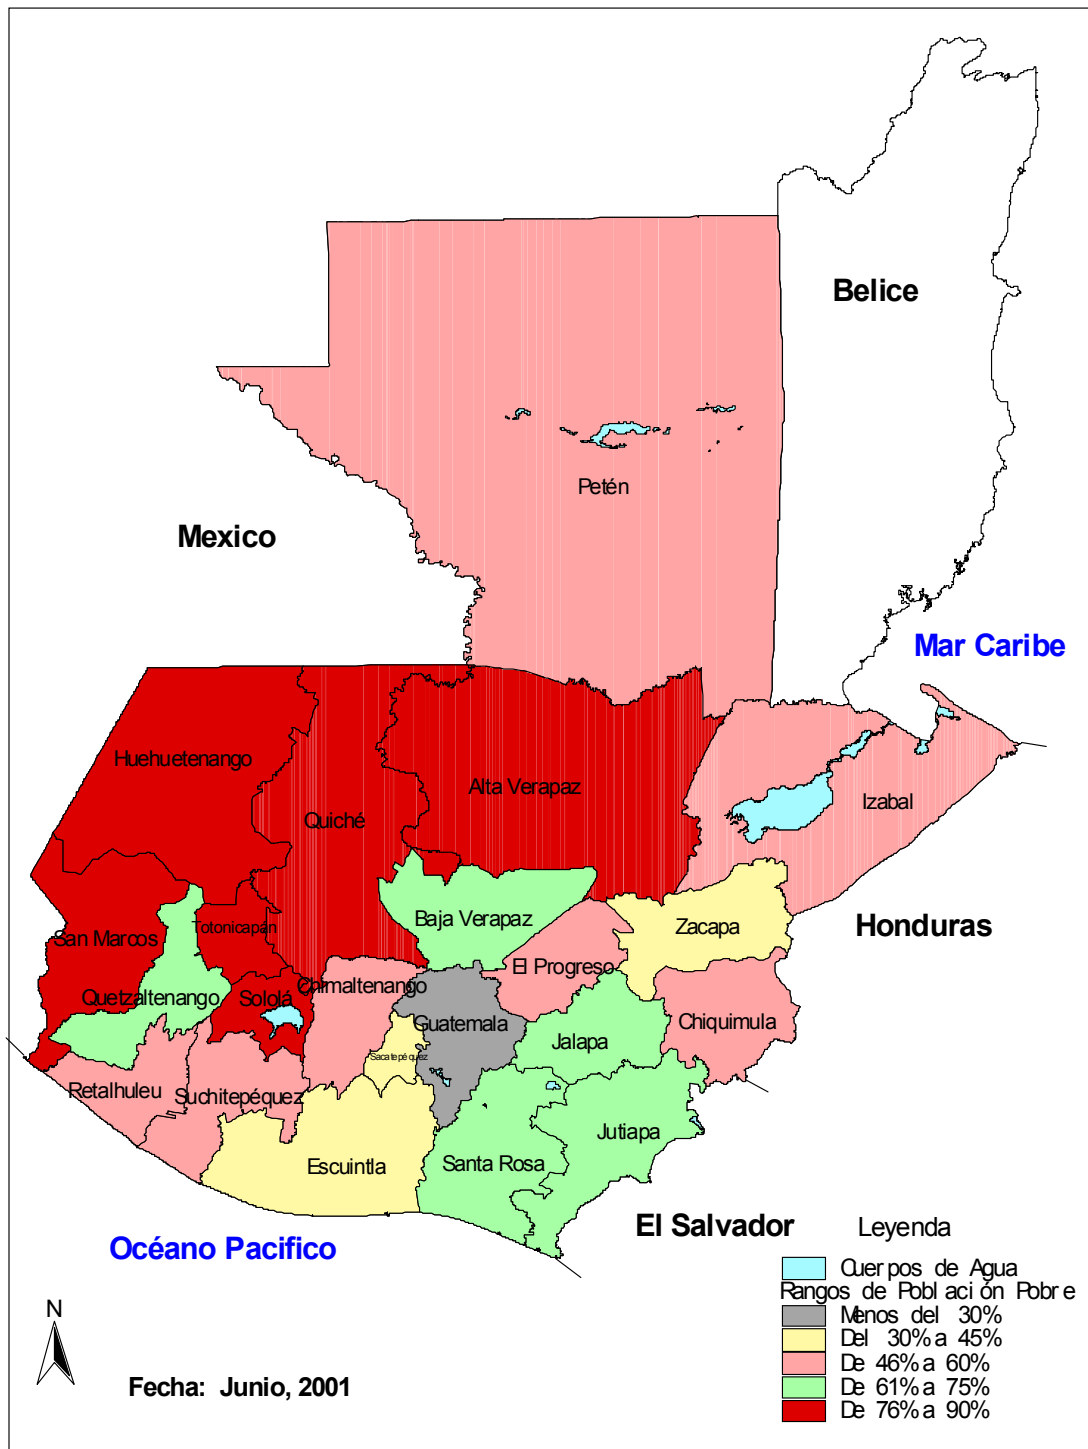 Belice
Petén
Mexico
Mar Caribe
Huehuetenango
Alta Verapaz
Izabal
Quiché
Baja Verapaz
Totonicapán
Zacapa
Honduras
San Marcos
El Progreso
Chimaltenango
Quetzaltenango
Sololá
Guatemala
Chiquimula
Jalapa
Sacatepéquez
Retalhuleu
Suchitepéquez
Jutiapa
Escuintla
Santa Rosa
El Salvador
Leyenda
Océano Pacifico
Cuerpos de Agua
Rangos de Población Pobre
Menos del 30%
Del 30% a 45%
De 46% a 60%
De 61% a 75%
De 76% a 90%
N
Fecha: Junio, 2001